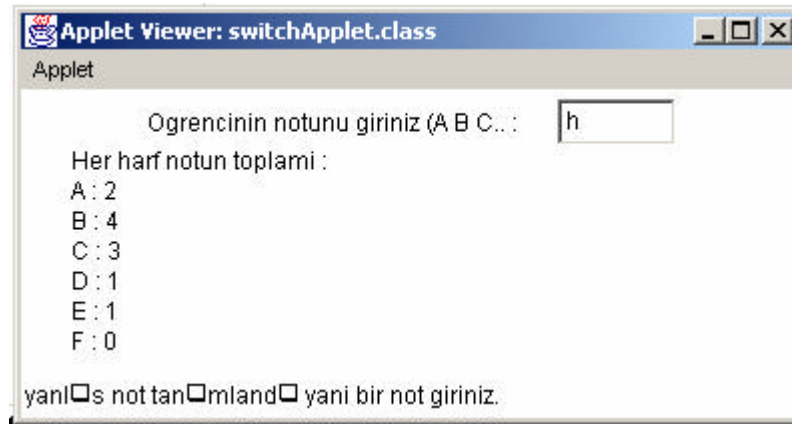 Applet Viewer: switchApplet.class
Applet
Ogrencinin notunu giriniz (A B C.. : h
Her harf notun toplami :
A : 2
B : 4
C : 3
D : 1
E : 1
F : 0
yanl□s not tan□mland□ yani bir not giriniz.